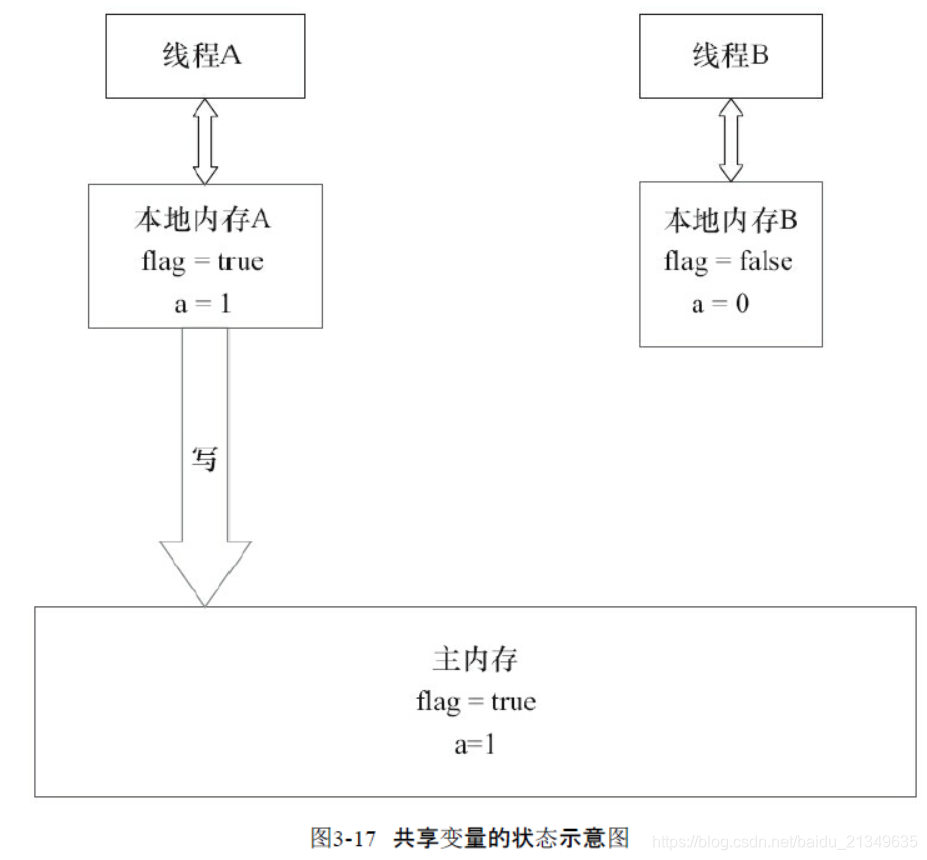 线程A
线程B
本地内存A
flag = true
a = 1
本地内存B
flag = false
a = 0
写
主内存
flag = true
a=1
图3-17 共享变量的状态示意图
https://blog.csdn.net/baidu_21349635